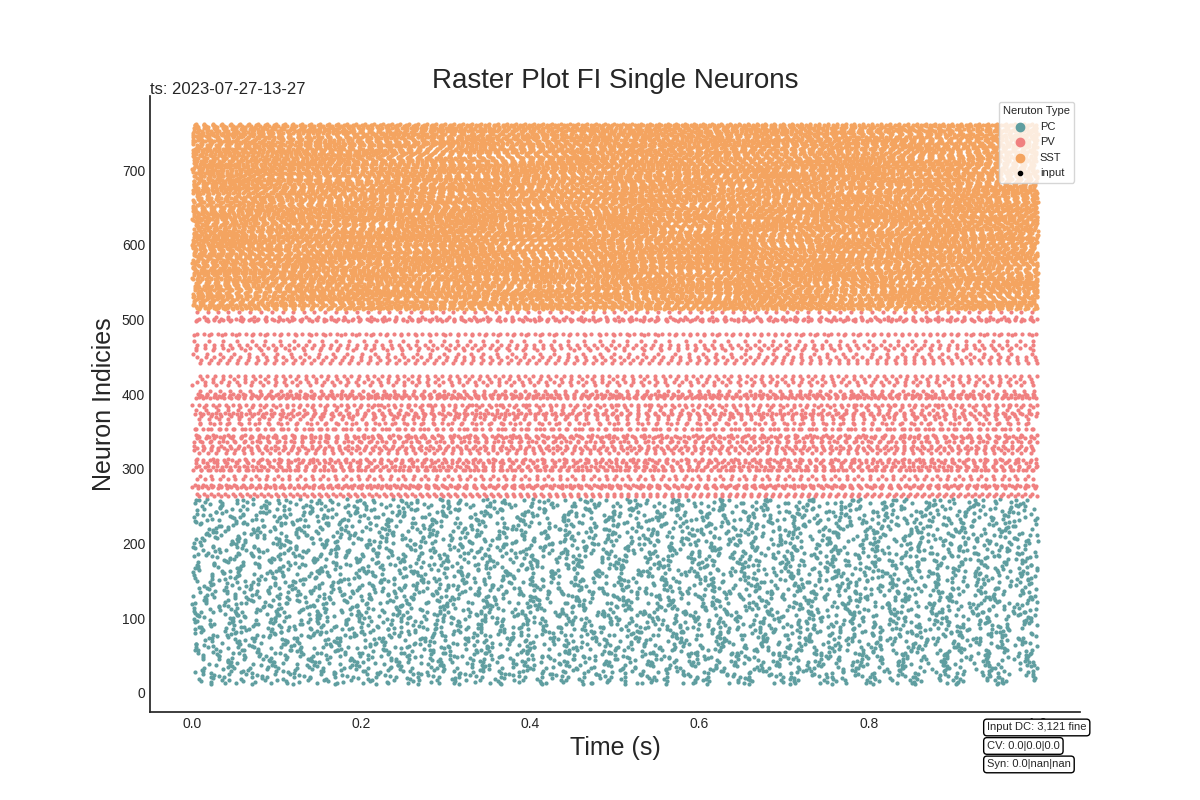 Raster Plot FI Single Neurons
ts: 2023-07-27-13-27
Neruton Type
PC
PV
SST
input
Neuron Indicies
700
600
500
400
300
200
100
0
0.0 0.2 0.4 0.6 0.8
Time (s)
Input DC: 3,121 fine
CV: 0.0|0.0|0.0
Syn: 0.0|nan|nan